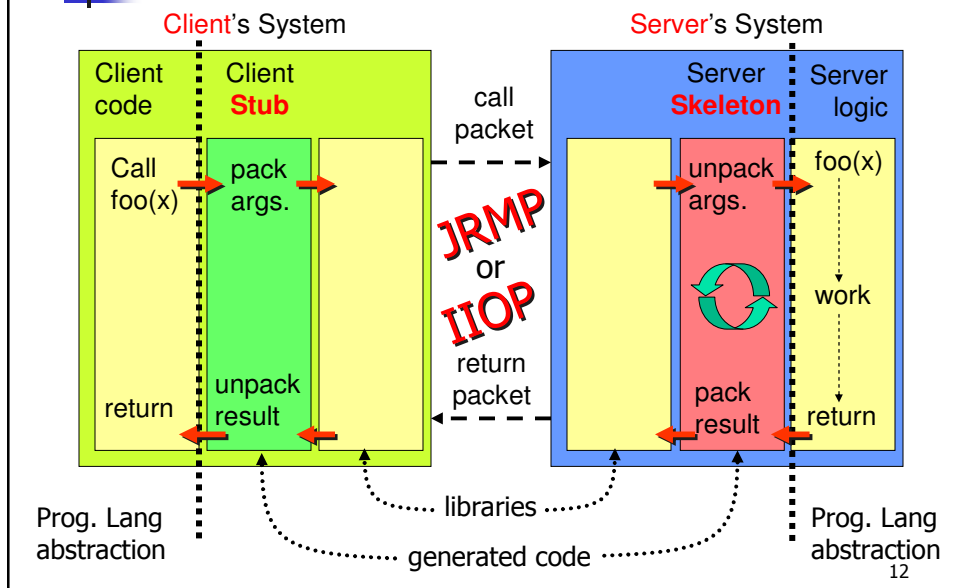 Client's System
Server's System
Client
code
Client
Stub
call
packet
Server
Skeleton
Server
logic
Call
foo(x)
pack
args.
unpack
args.
foo(x)
JRMP
or
IIOP
work
return
packet
return
unpack
result
pack
result
return
libraries
generated code
Prog. Lang
abstraction
Prog. Lang
abstraction
12